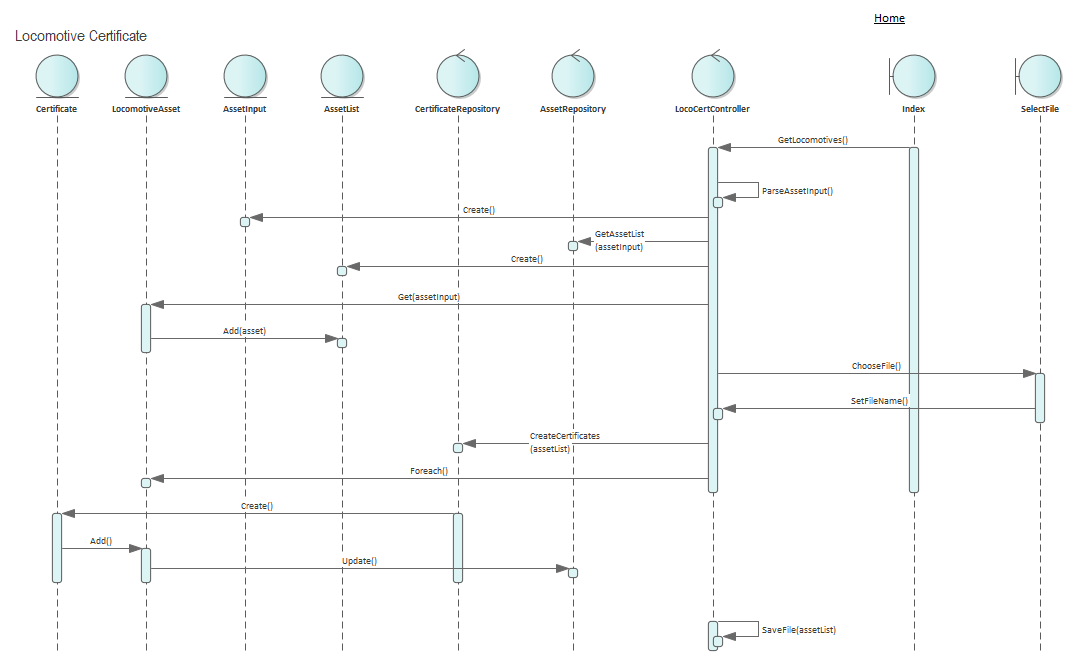 Home
Locomotive Certificate
Certificate
LocomotiveAsset
AssetInput
AssetList
CertificateRepository
AssetRepository
LocoCertController
Index
SelectFile
GetLocomotives()
ParseAssetInput()
Create()
GetAssetList
(assetInput)
Create()
Get(assetInput)
Add(asset)
ChooseFile()
SetFileName()
CreateCertificates
(assetList)
Foreach()
Create()
Add()
Update()
SaveFile(assetList)